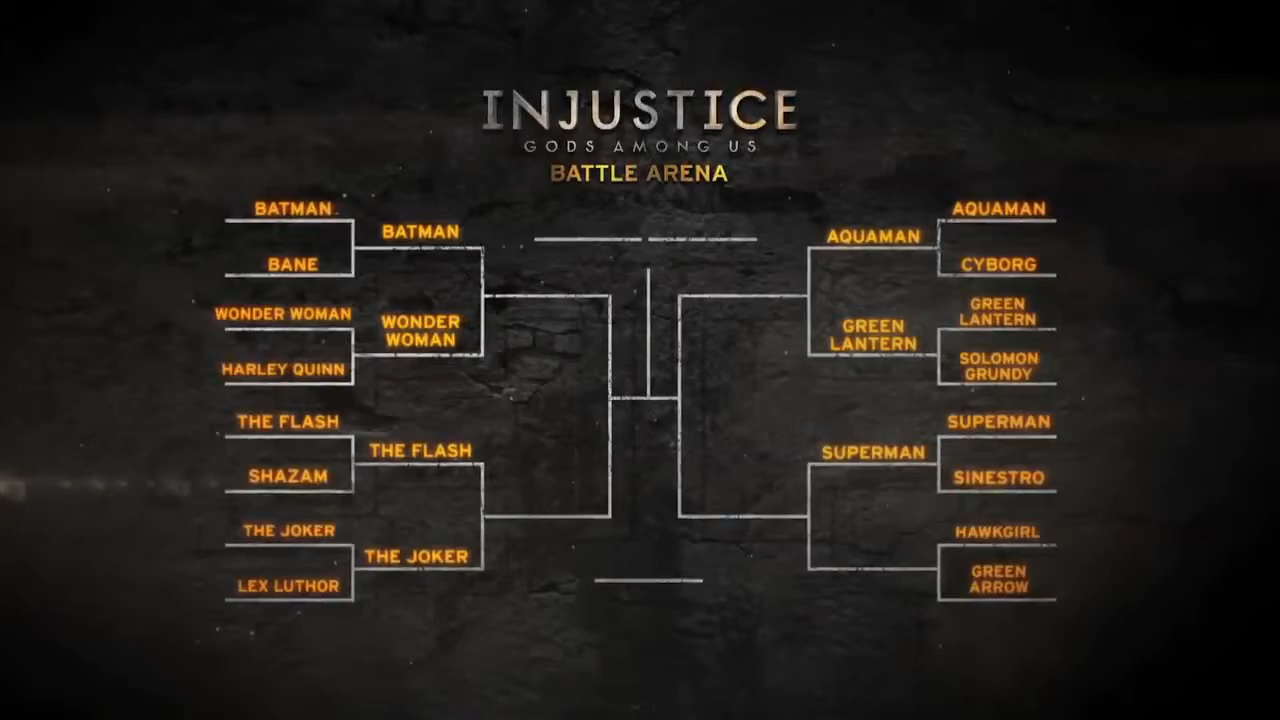 INJUSTICE
GODS AMONG US
BATTLE ARENA
BATMAN
BANE
WONDER WOMAN
HARLEY QUINN
THE FLASH
SHAZAM
THE JOKER
LEX LUTHOR
BATMAN
WONDER
WOMAN
THE FLASH
THE JOKER
AQUAMAN
GREEN
LANTERN
SUPERMAN
AQUAMAN
CYBORG
GREEN
LANTERN
SOLOMON
GRUNDY
SUPERMAN
SINESTRO
HAWKGIRL
GREEN
ARROW